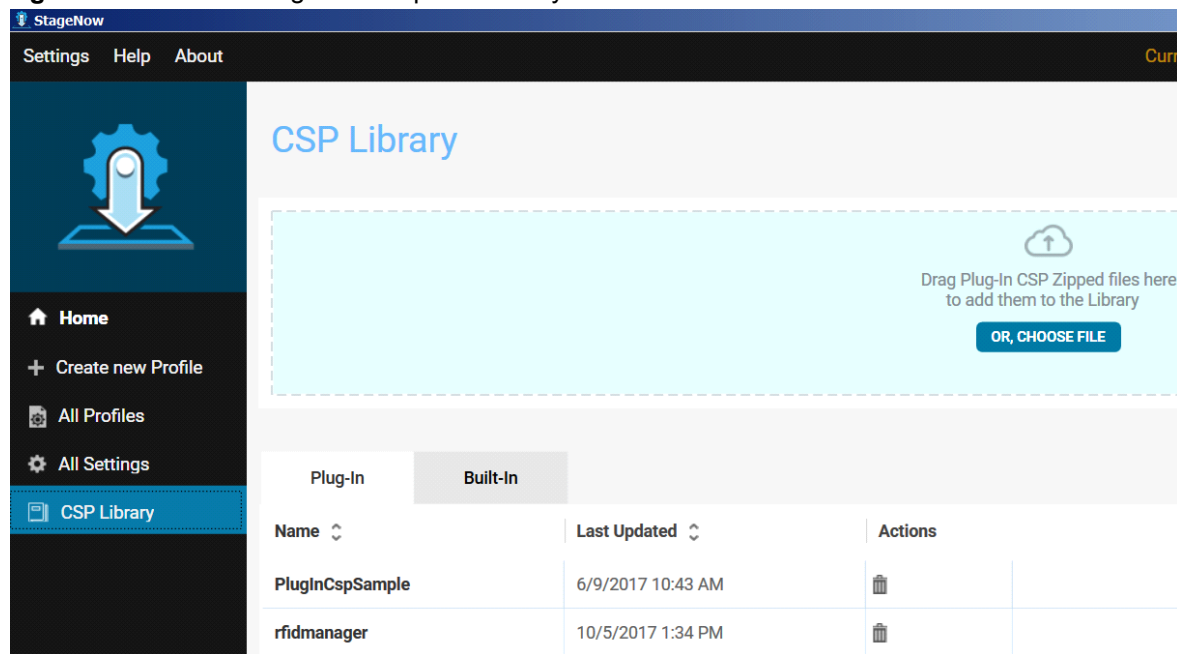 StageNow
Settings Help About
CSP Library
Drag Plug-In CSP Zipped files here
to add them to the Library
OR, CHOOSE FILE
Home
Create new Profile
All Profiles
All Settings
CSP Library
Plug-In Built-In
Name Last Updated Actions
PlugInCspSample 6/9/2017 10:43 AM
rfidmanager 10/5/2017 1:34 PM